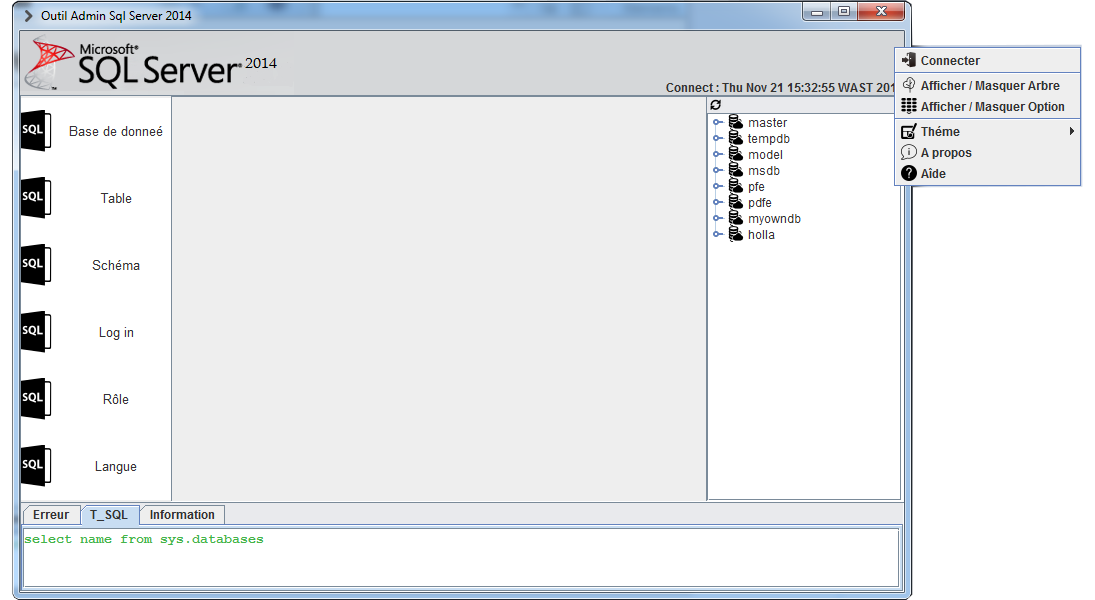 Outil Admin Sql Server 2014
Microsoft®
SQL Server® 2014
Connect : Thu Nov 21 15:32:55 WAST 201
Connecter
Afficher / Masquer Arbre
Afficher / Masquer Option
Théme
A propos
Aide
SQL Base de donneé
SQL Table
SQL Schéma
SQL Log in
SQL Rôle
SQL Langue
master
tempdb
model
msdb
pfe
pdfe
myowndb
holla
Erreur T_SQL Information
select name from sys.databases